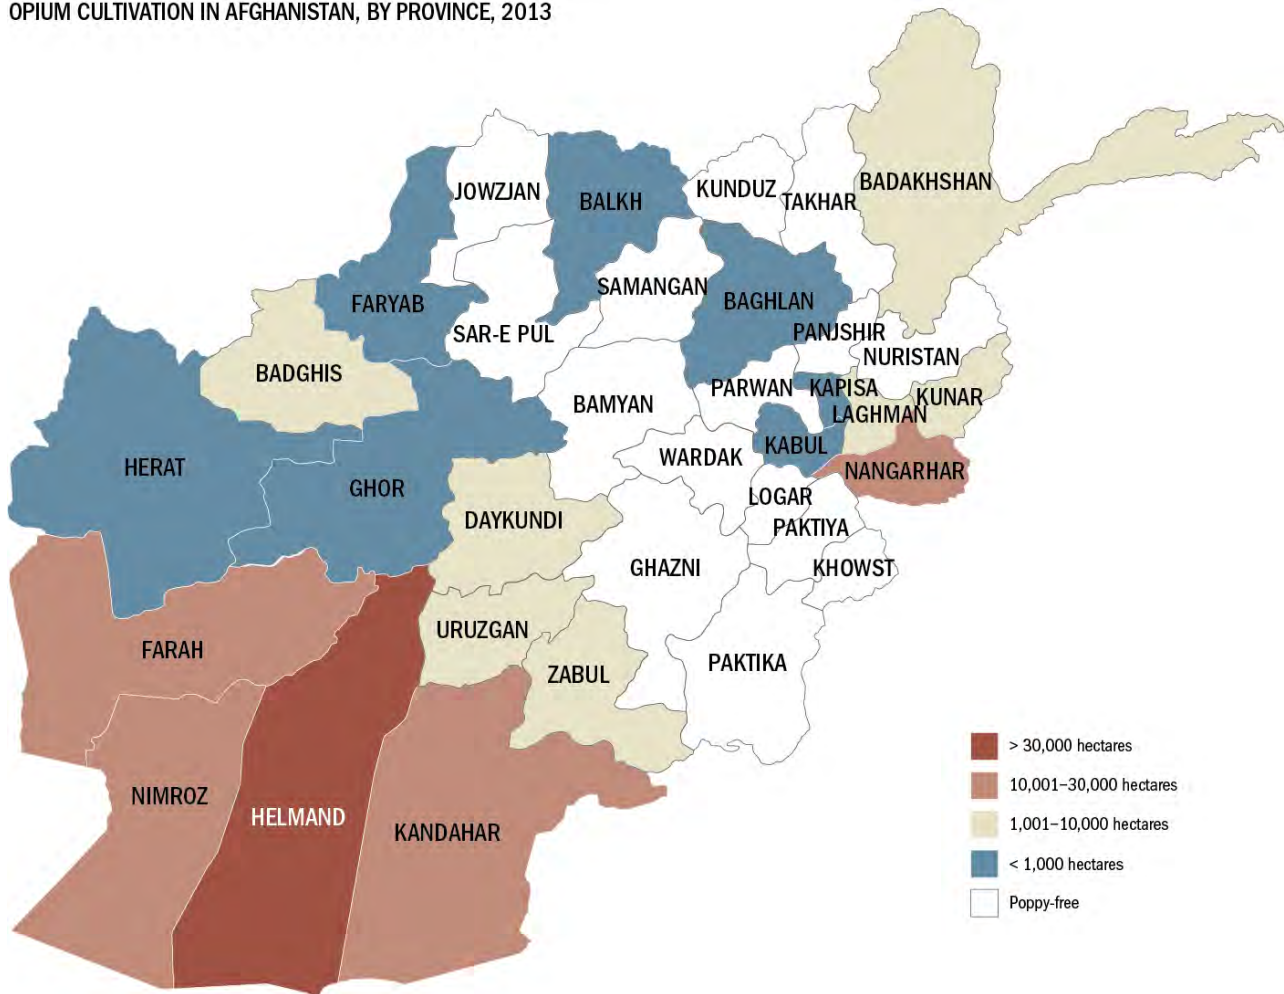 OPIUM CULTIVATION IN AFGHANISTAN, BY PROVINCE, 2013
JOWZJAN
BALKH
KUNDUZ
TAKHAR
BADAKHSHAN
FARYAB
SAMANGAN
BAGHLAN
SAR-E PUL
PANJSHIR
NURISTAN
BADGHIS
BAMYAN
PARWAN
KAPISA
KUNAR
LAGHMAN
HERAT
GHOR
WARDAK
KABUL
NANGARHAR
DAYKUNDI
LOGAR
PAKTIYA
GHAZNI
KHOWST
FARAH
URUZGAN
ZABUL
PAKTIKA
NIMROZ
HELMAND
KANDAHAR
> 30,000 hectares
10,001–30,000 hectares
1,001–10,000 hectares
< 1,000 hectares
Poppy-free